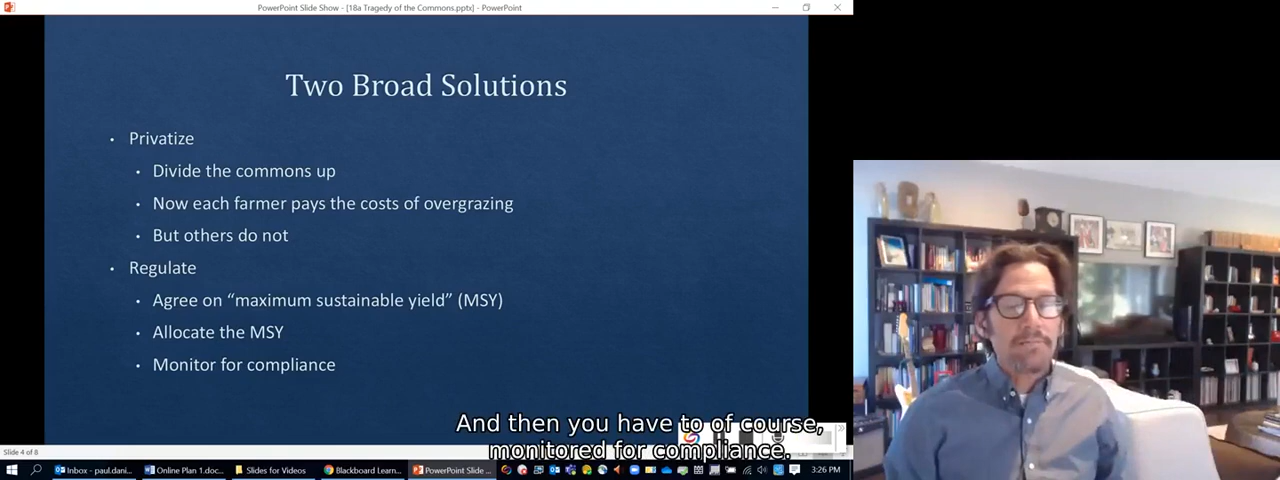 PowerPoint Slide Show - [18a Tragedy of the Commons.pptx] - PowerPoint
Two Broad Solutions
• Privatize
• Divide the commons up
• Now each farmer pays the costs of overgrazing
• But others do not
• Regulate
• Agree on “maximum sustainable yield” (MSY)
• Allocate the MSY
• Monitor for compliance
And then you have to of course,
monitored for compliance.
Slide 4 of 8
Inbox - paul.dani... Online Plan 1.doc... Slides for Videos Blackboard Learn... PowerPoint Slide ... 3:26 PM